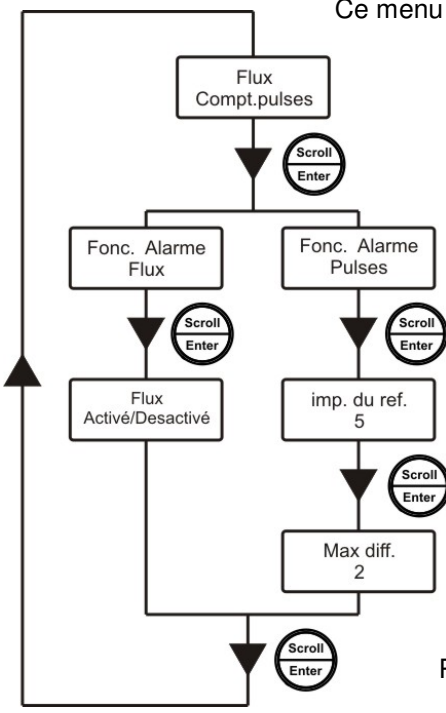 Ce menu
Flux
Compt.pulses
Scroll
Enter
Fonc. Alarme
Flux
Fonc. Alarme
Pulses
Scroll
Enter
Scroll
Enter
Flux
Activé/Desactivé
imp. du ref.
5
Scroll
Enter
Max diff.
2
Scroll
Enter